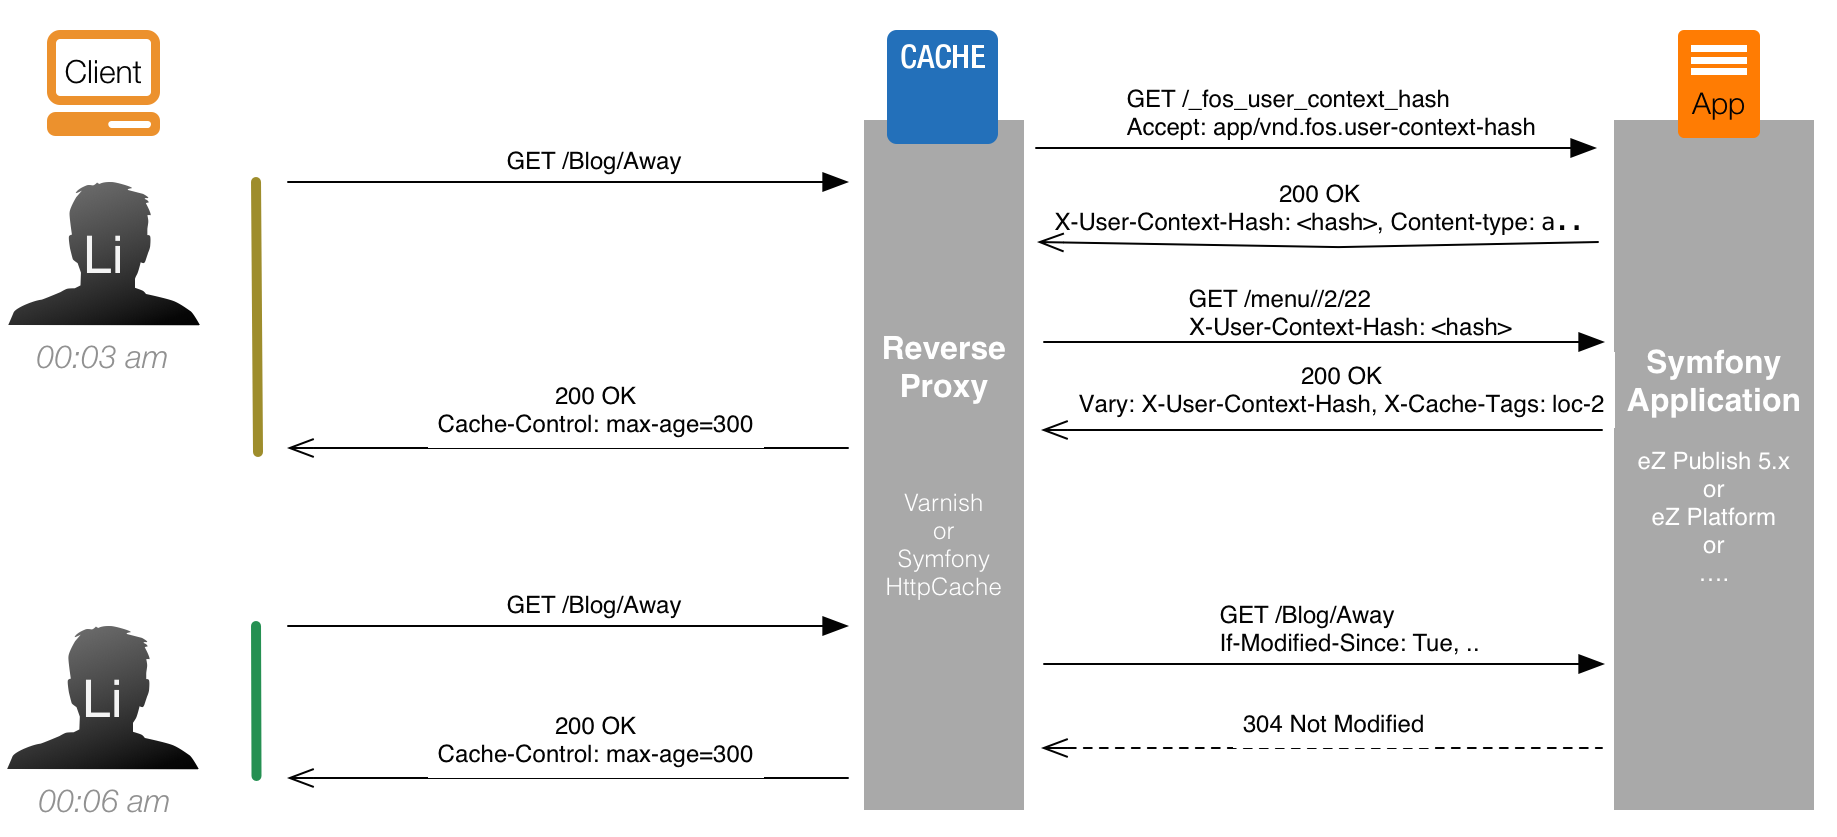 Client
CACHE
App
GET /_fos_user_context_hash
Accept: app/vnd.fos.user-context-hash
GET /Blog/Away
200 OK
X-User-Context-Hash: <hash>, Content-type: a..
Li
00:03 am
GET /menu//2/22
X-User-Context-Hash: <hash>
200 OK
Vary: X-User-Context-Hash, X-Cache-Tags: loc-2
200 OK
Cache-Control: max-age=300
Reverse
Proxy
Varnish
or
Symfony
HttpCache
Symfony
Application
eZ Publish 5.x
or
eZ Platform
or
....
GET /Blog/Away
GET /Blog/Away
If-Modified-Since: Tue, ..
Li
00:06 am
200 OK
Cache-Control: max-age=300
304 Not Modified